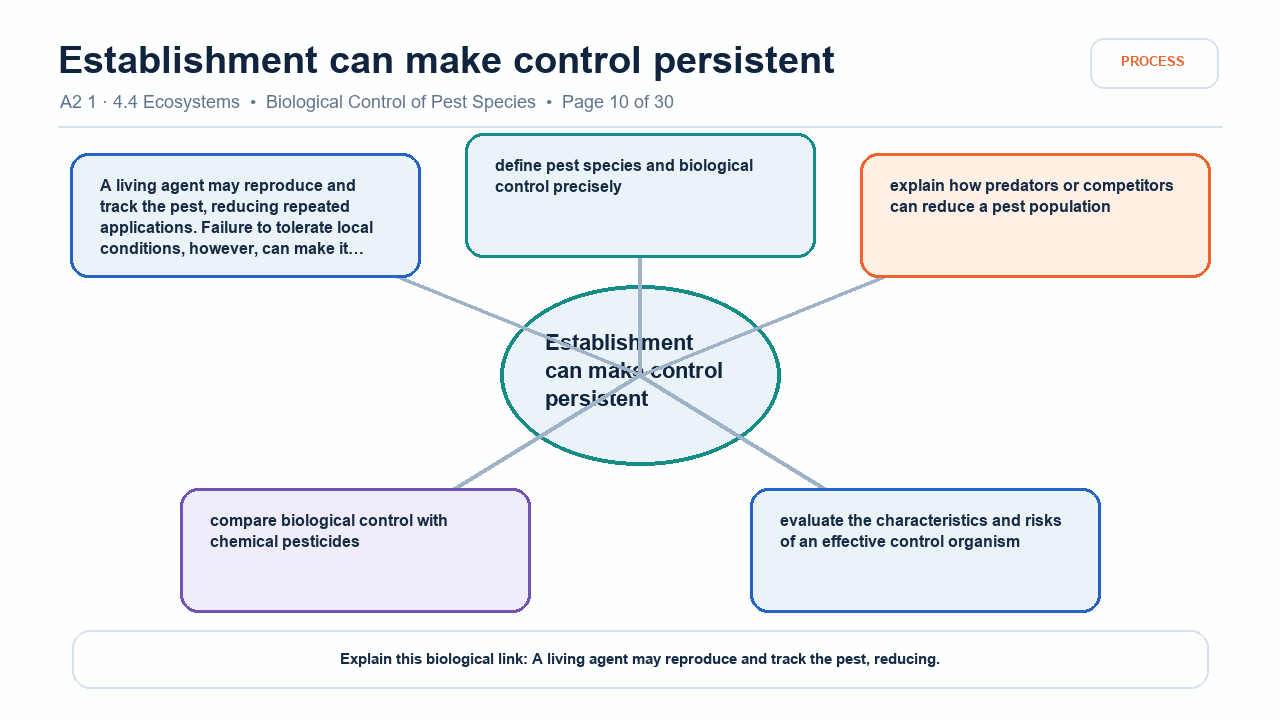 Establishment can make control persistent
PROCESS
A2 1 · 4.4 Ecosystems • Biological Control of Pest Species • Page 10 of 30
A living agent may reproduce and
track the pest, reducing repeated
applications. Failure to tolerate local
conditions, however, can make it…
define pest species and biological
control precisely
explain how predators or competitors
can reduce a pest population
Establishment
can make control
persistent
compare biological control with
chemical pesticides
evaluate the characteristics and risks
of an effective control organism
Explain this biological link: A living agent may reproduce and track the pest, reducing.